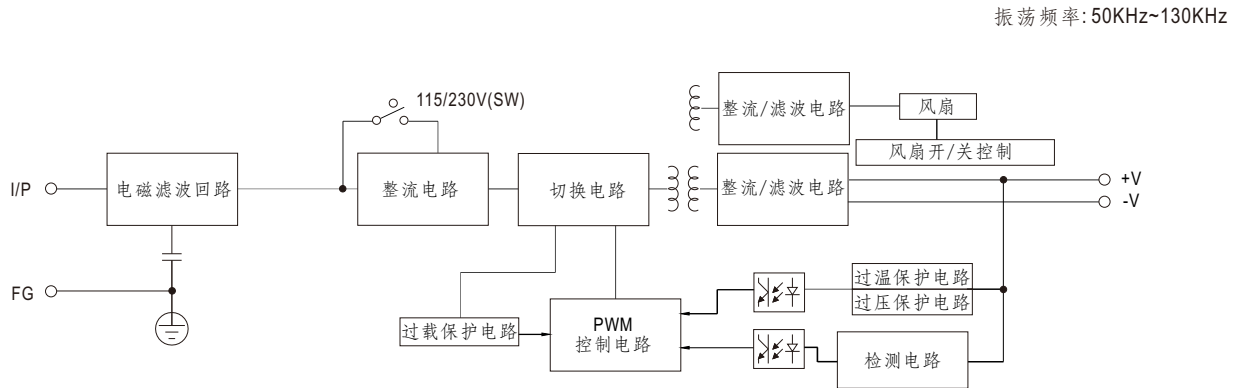 振荡频率:50KHz~130KHz
115/230V(SW)
整流/滤波电路
风扇
风扇开/关控制
I/P
电磁滤波回路
整流电路
切换电路
整流/滤波电路
+V
-V
FG
过温保护电路
过压保护电路
过载保护电路
PWM
控制电路
检测电路